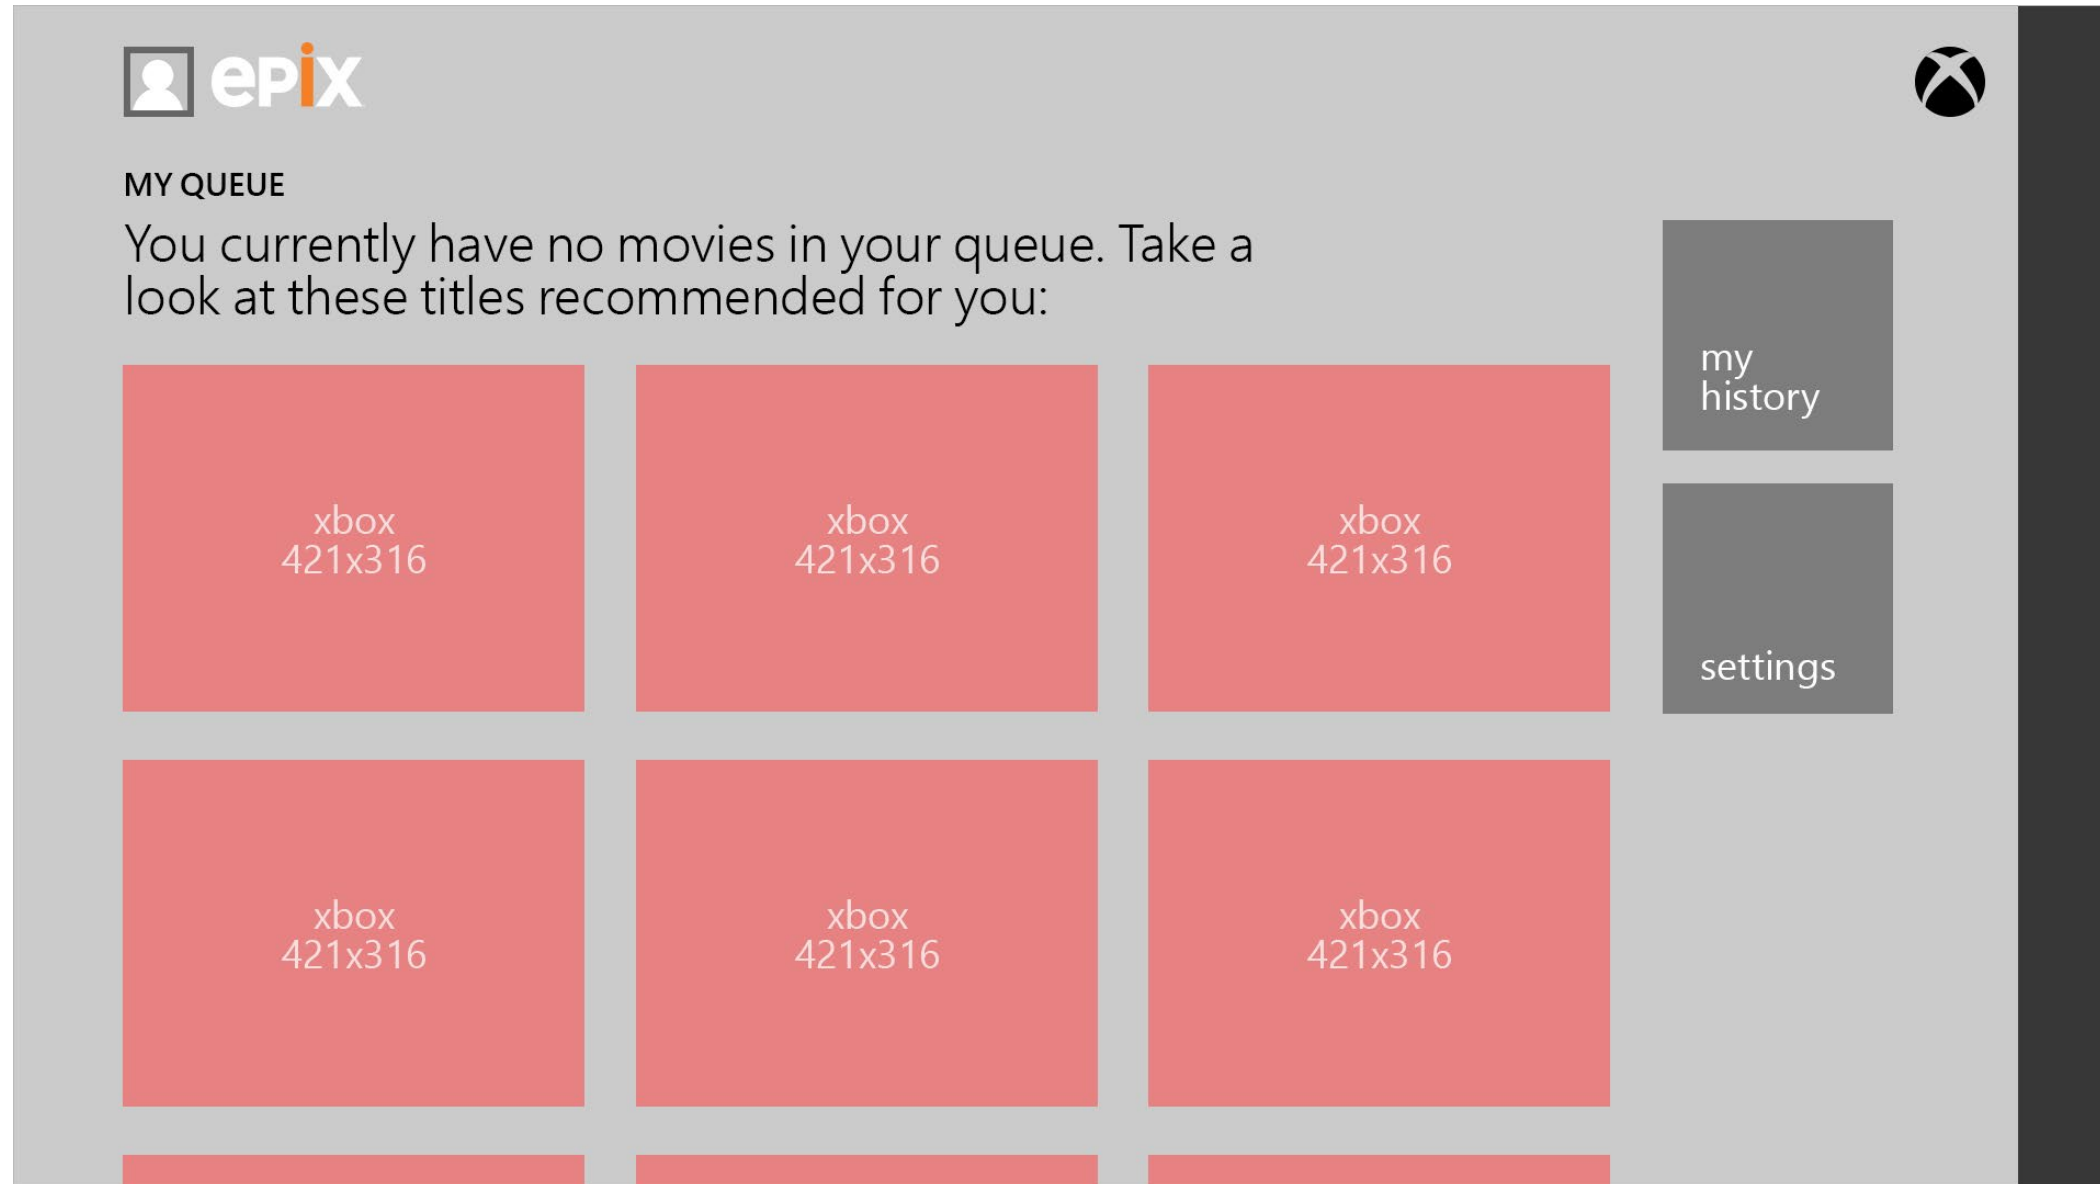 epix
MY QUEUE
You currently have no movies in your queue. Take a
look at these titles recommended for you:
xbox
421x316
xbox
421x316
xbox
421x316
my
history
settings
xbox
421x316
xbox
421x316
xbox
421x316